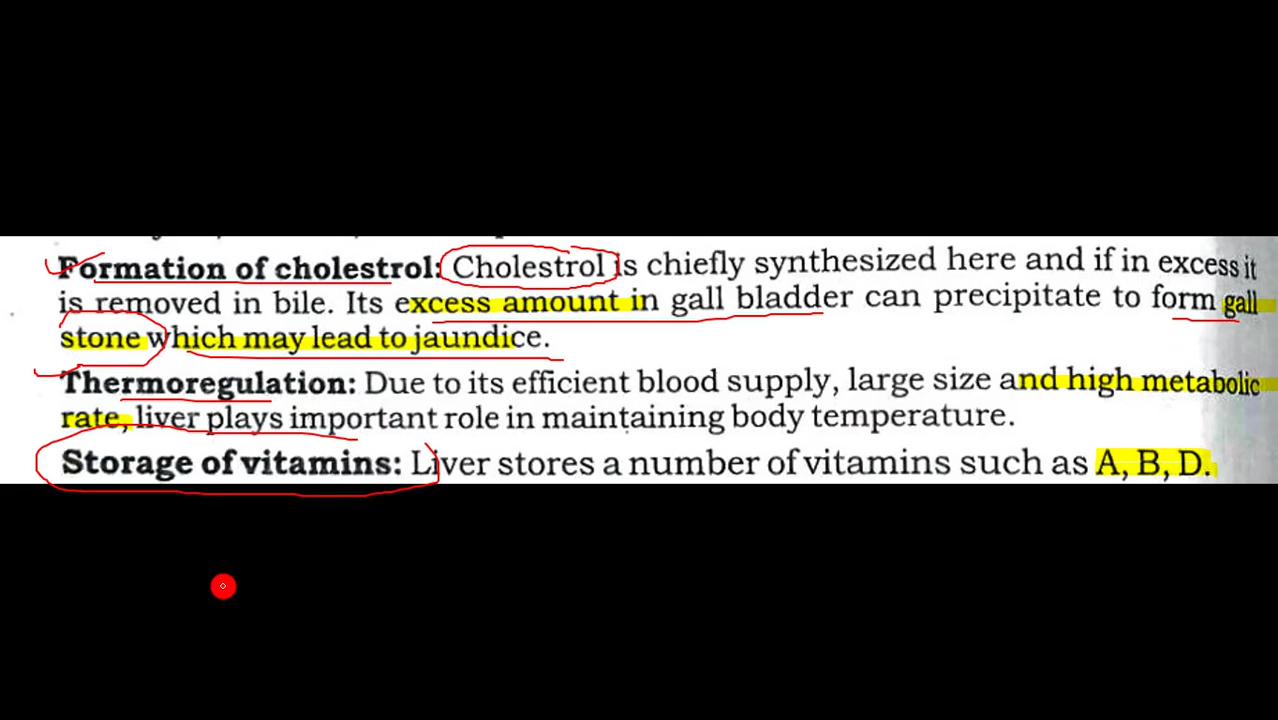 Formation of cholestrol: Cholestrol is chiefly synthesized here and if in excess it
is removed in bile. Its excess amount in gall bladder can precipitate to form gall
stone which may lead to jaundice.
Thermoregulation: Due to its efficient blood supply, large size and high metabolic
rate, liver plays important role in maintaining body temperature.
Storage of vitamins: Liver stores a number of vitamins such as A, B, D.